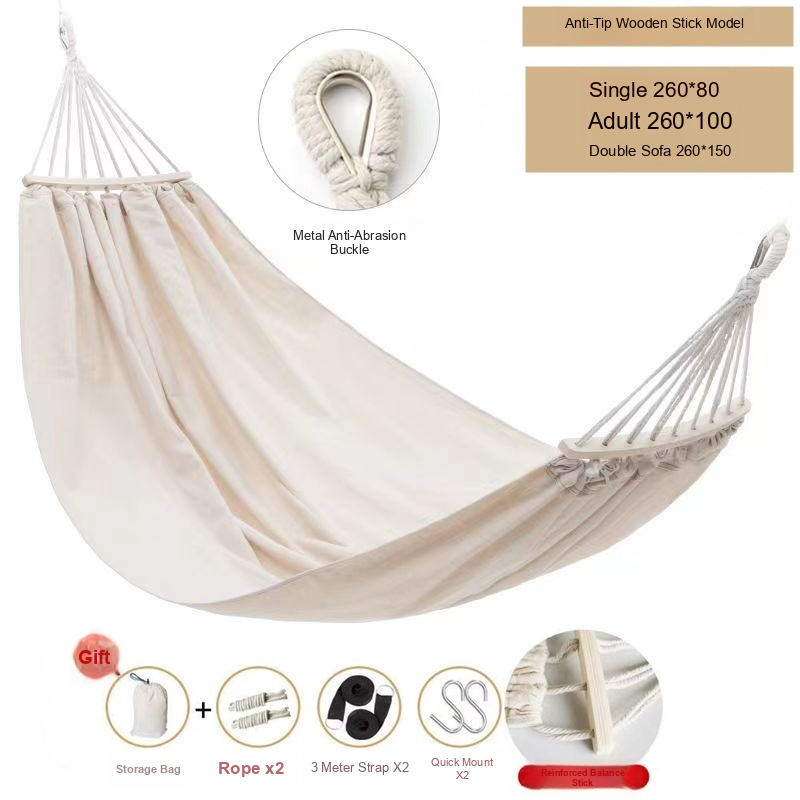 Anti-Tip Wooden Stick Model
Single 260*80
Adult 260*100
Double Sofa 260*150
Metal Anti-Abrasion
Buckle
Gift
Storage Bag
+
Rope x2
3 Meter Strap X2
Quick Mount
X2
Reinforced Balance
Stick